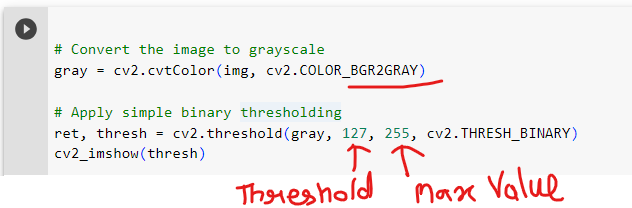 # Convert the image to grayscale
gray = cv2.cvtColor(img, cv2.COLOR_BGR2GRAY)
# Apply simple binary thresholding
ret, thresh = cv2.threshold(gray, 127, 255, cv2.THRESH_BINARY)
cv2_imshow(thresh)
Threshold max Value